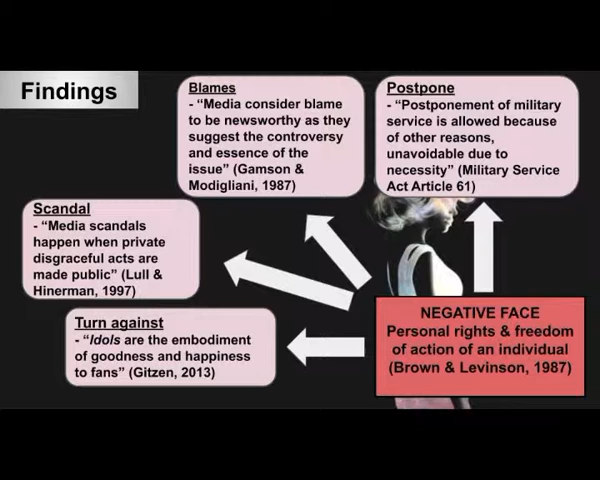 Findings
Blames
- “Media consider blame
to be newsworthy as they
suggest the controversy
and essence of the
issue” (Gamson &
Modigliani, 1987)
Postpone
- “Postponement of military
service is allowed because
of other reasons,
unavoidable due to
necessity” (Military Service
Act Article 61)
Scandal
- “Media scandals
happen when private
disgraceful acts are
made public” (Lull &
Hinerman, 1997)
Turn against
- “Idols are the embodiment
of goodness and happiness
to fans” (Gitzen, 2013)
NEGATIVE FACE
Personal rights & freedom
of action of an individual
(Brown & Levinson, 1987)